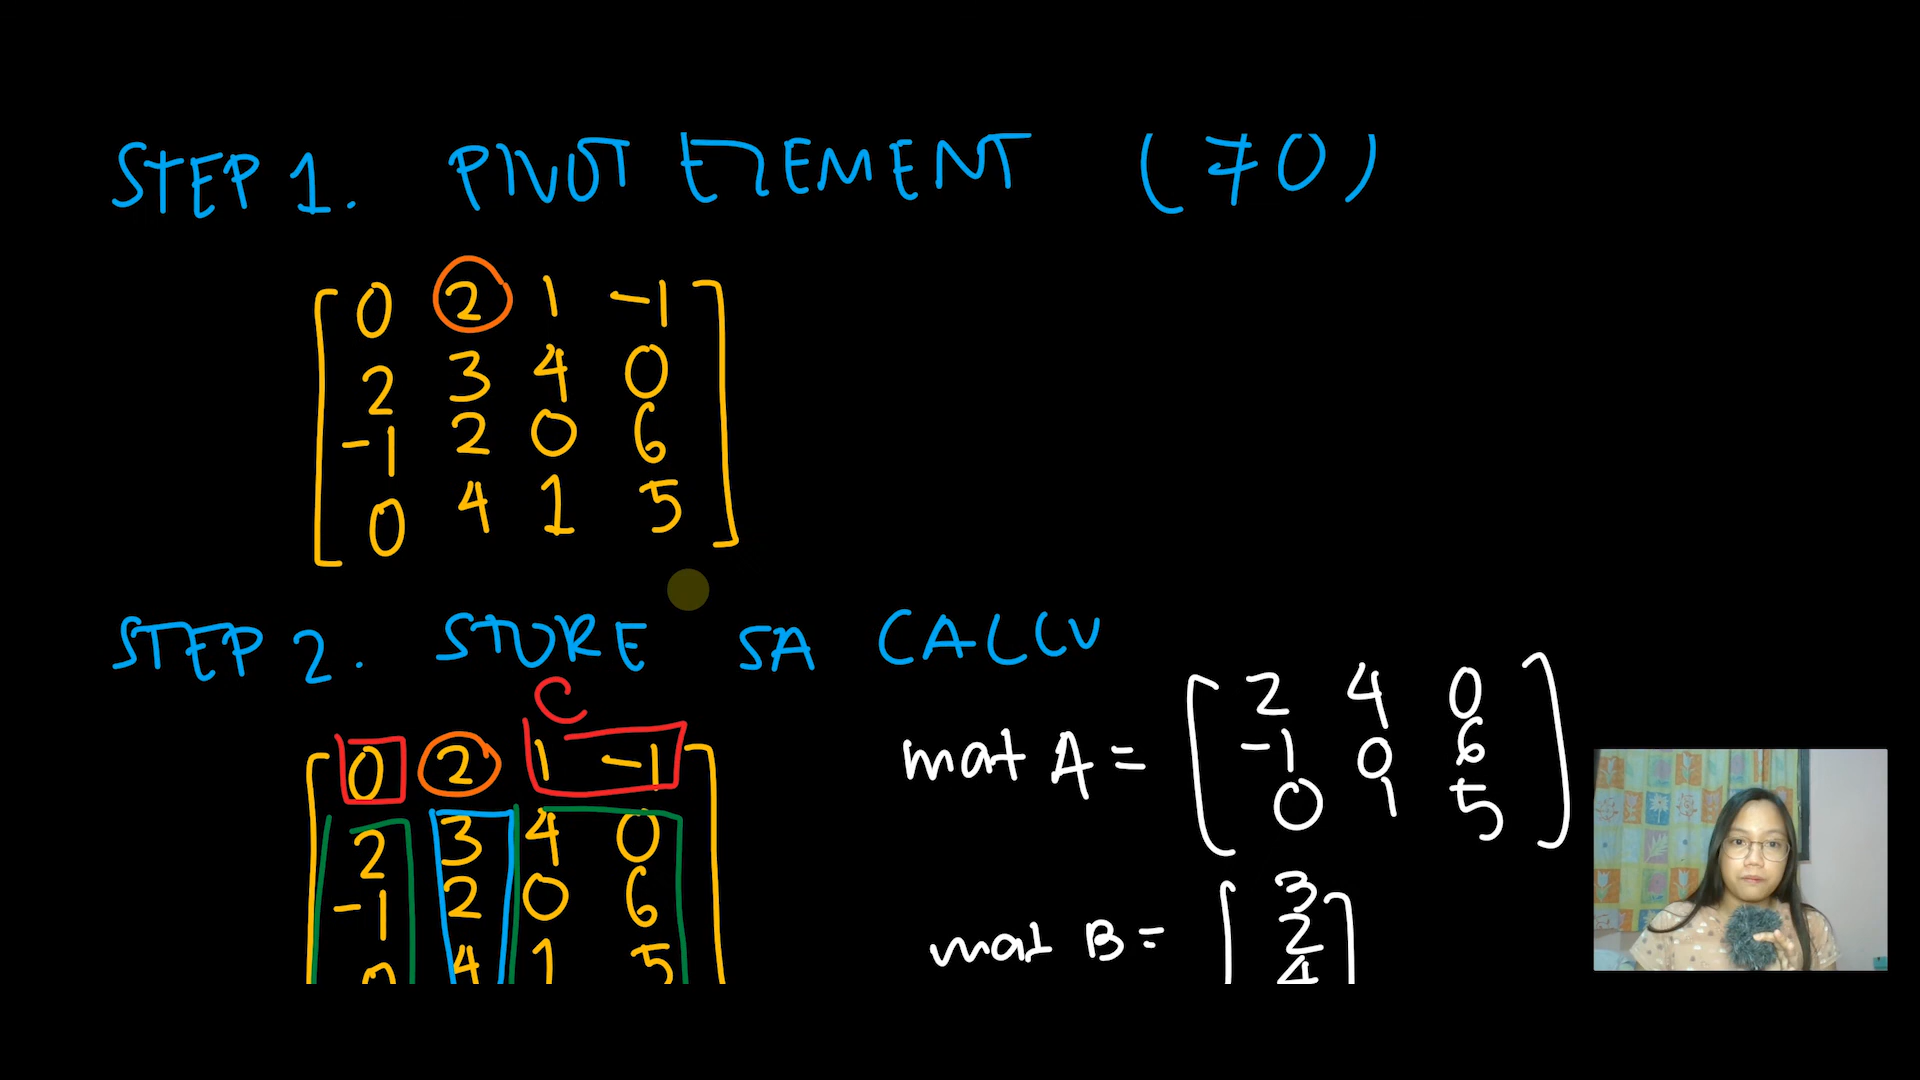 STEP 1. PIVOT ELEMENT (≠0)
0 2 1 -1
2 3 4 0
-1 2 0 6
0 4 1 5
STEP 2. STORE SA CALCU
C
0 2 1 -1
2 3 4 0
-1 2 0 6
0 4 1 5
mat A =
2 4 0
-1 0 6
0 1 5
mat B =
3
2
4